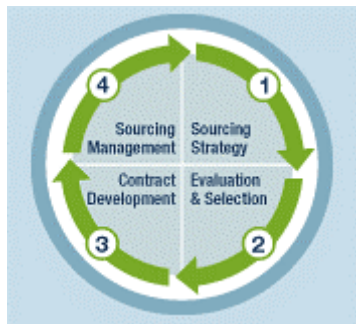 4
1
Sourcing
Management
Sourcing
Strategy
Contract
Development
Evaluation
& Selection
3
2